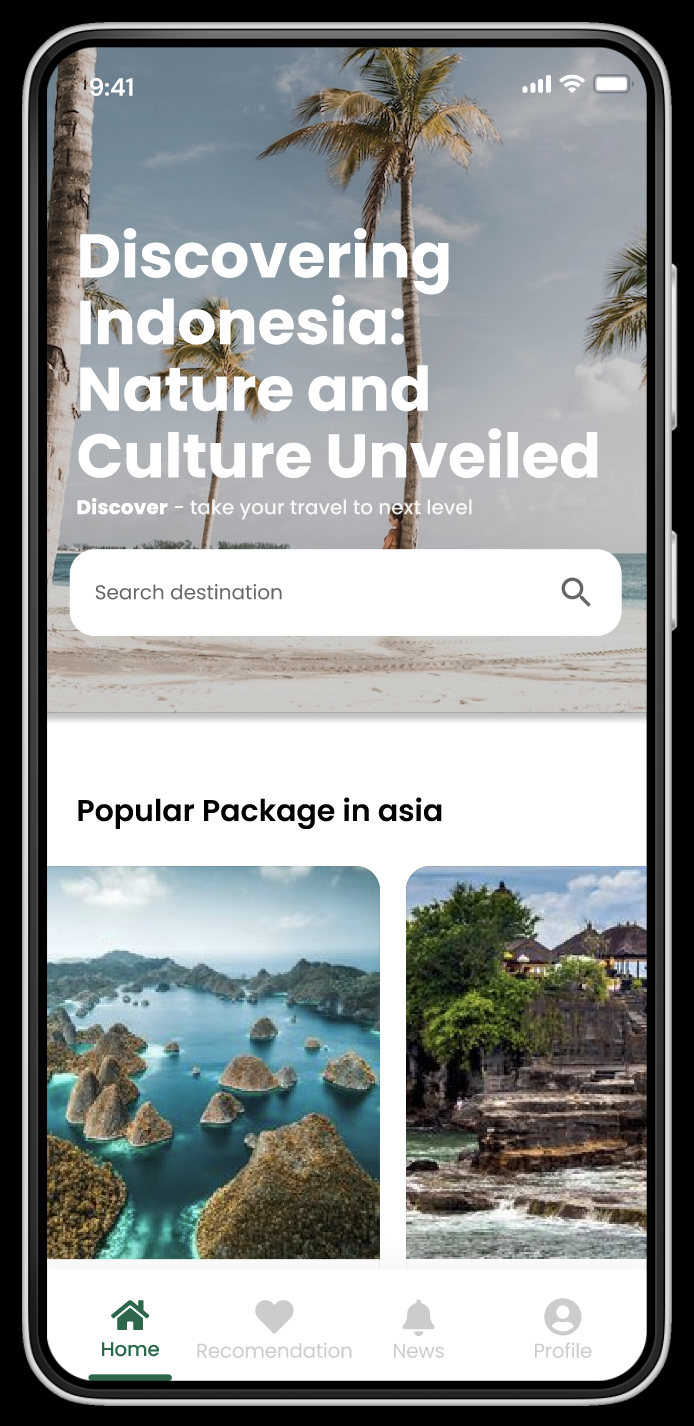 9:41
Discovering
Indonesia:
Nature and
Culture Unveiled
Discover - take your travel to next level
Search destination
Popular Package in asia
Home
Recomendation
News
Profile